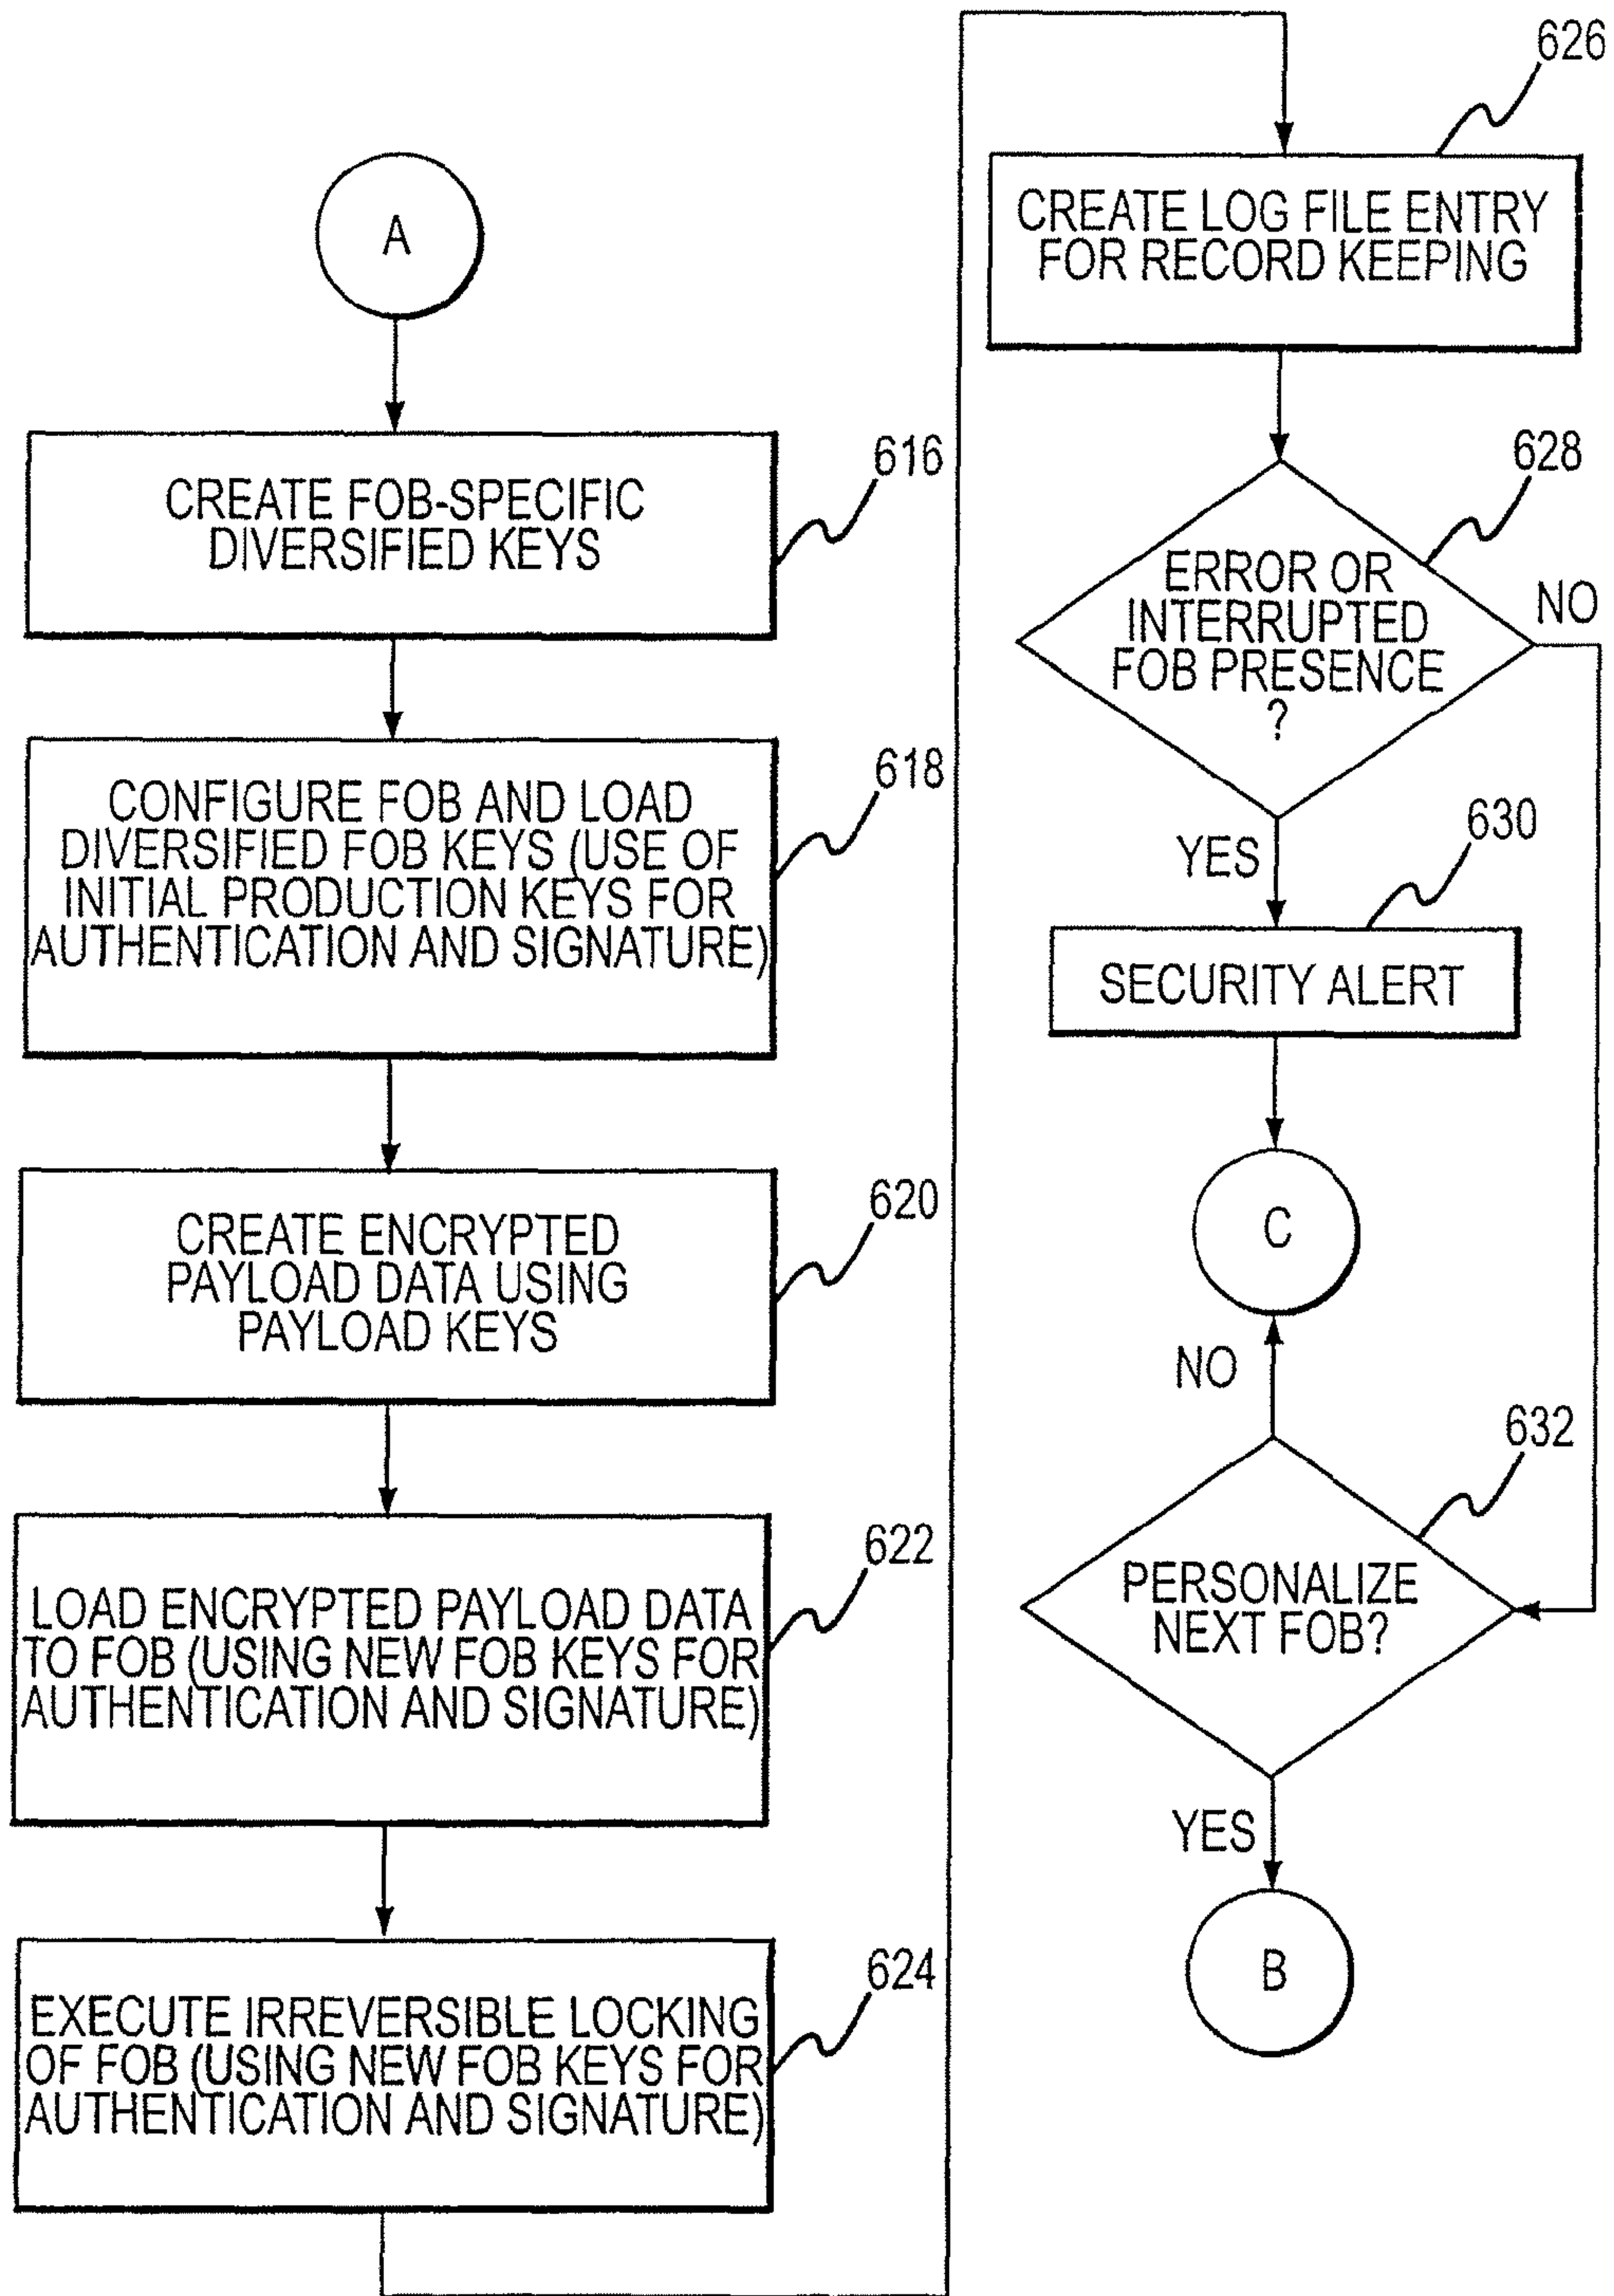 A
CREATE FOB-SPECIFIC
DIVERSIFIED KEYS
616
CONFIGURE FOB AND LOAD
DIVERSIFIED FOB KEYS (USE OF
INITIAL PRODUCTION KEYS FOR
AUTHENTICATION AND SIGNATURE)
618
CREATE ENCRYPTED
PAYLOAD DATA USING
PAYLOAD KEYS
620
LOAD ENCRYPTED PAYLOAD DATA
TO FOB (USING NEW FOB KEYS FOR
AUTHENTICATION AND SIGNATURE)
622
EXECUTE IRREVERSIBLE LOCKING
OF FOB (USING NEW FOB KEYS FOR
AUTHENTICATION AND SIGNATURE)
624
626
CREATE LOG FILE ENTRY
FOR RECORD KEEPING
628
ERROR OR
INTERRUPTED
FOB PRESENCE
?
NO
YES
630
SECURITY ALERT
C
NO
632
PERSONALIZE
NEXT FOB?
YES
B